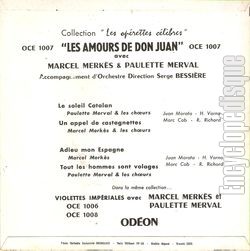 Collection "Les opérettes célèbres"
OCE 1007 "LES AMOURS DE DON JUAN" OCE 1007
avec
MARCEL MERKÈS & PAULETTE MERVAL
Accompagnement d'Orchestre Direction Serge BESSIÈRE
Le soleil Catalan
Paulette Merval & les chœurs Juan Morata - H. Varna
Un appel de castagnettes Marc Cab - R. Richard
Marcel Merkès & les chœurs
Adieu mon Espagne
Marcel Merkès Juan Morata - H. Varna
Tout les hommes sont volages Marc Cab - R. Richard
Paulette Merval & les chœurs
Dans la même collection...
VIOLETTES IMPÉRIALES avec MARCEL MERKÈS et
OCE 1006 PAULETTE MERVAL
OCE 1008
ODÉON